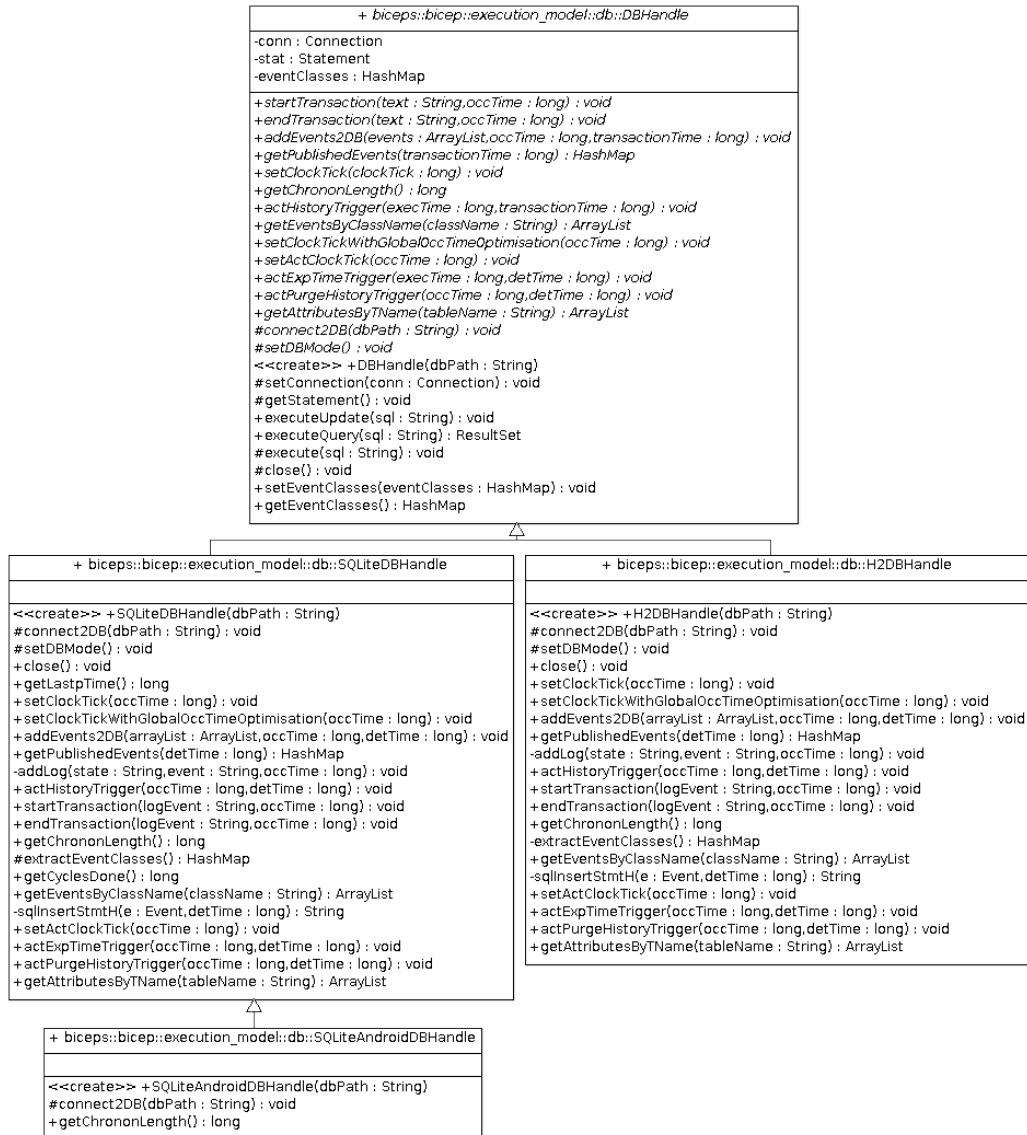 + biceps::bicep::execution_model::db::DBHandle
-conn : Connection
-stat : Statement
-eventClasses : HashMap
+startTransaction(text : String,occTime : long) : void
+endTransaction(text : String,occTime : long) : void
+addEvents2DB(events : ArrayList,occTime : long,transactionTime : long) : void
+getPublishedEvents(transactionTime : long) : HashMap
+setClockTick(clockTick : long) : void
+getChrononLength() : long
+actHistoryTrigger(execTime : long,transactionTime : long) : void
+getEventsByClassName(className : String) : ArrayList
+setClockTickWithGlobalOccTimeOptimisation(occTime : long) : void
+setActClockTick(occTime : long) : void
+actExpTimeTrigger(execTime : long,detTime : long) : void
+actPurgeHistoryTrigger(occTime : long,detTime : long) : void
+getAttributesByTName(tableName : String) : ArrayList
#connect2DB(dbPath : String) : void
#setDBMode() : void
<<create>> +DBHandle(dbPath : String)
#setConnection(conn : Connection) : void
#getStatement() : void
+executeUpdate(sql : String) : void
+executeQuery(sql : String) : ResultSet
#execute(sql : String) : void
#close() : void
+setEventClasses(eventClasses : HashMap) : void
+getEventClasses() : HashMap
+ biceps::bicep::execution_model::db::SQLiteDBHandle
<<create>> +SQLiteDBHandle(dbPath : String)
#connect2DB(dbPath : String) : void
#setDBMode() : void
+close() : void
+getLastpTime() : long
+setClockTick(occTime : long) : void
+setClockTickWithGlobalOccTimeOptimisation(occTime : long) : void
+addEvents2DB(arrayList : ArrayList,occTime : long,detTime : long) : void
+getPublishedEvents(detTime : long) : HashMap
-addLog(state : String,event : String,occTime : long) : void
+actHistoryTrigger(occTime : long,detTime : long) : void
+startTransaction(logEvent : String,occTime : long) : void
+endTransaction(logEvent : String,occTime : long) : void
+getChrononLength() : long
#extractEventClasses() : HashMap
+getCyclesDone() : long
+getEventsByClassName(className : String) : ArrayList
-sqlInsertStmtH(e : Event,detTime : long) : String
+setActClockTick(occTime : long) : void
+actExpTimeTrigger(occTime : long,detTime : long) : void
+actPurgeHistoryTrigger(occTime : long,detTime : long) : void
+getAttributesByTName(tableName : String) : ArrayList
+ biceps::bicep::execution_model::db::H2DBHandle
<<create>> +H2DBHandle(dbPath : String)
#connect2DB(dbPath : String) : void
#setDBMode() : void
+close() : void
+setClockTick(occTime : long) : void
+setClockTickWithGlobalOccTimeOptimisation(occTime : long) : void
+addEvents2DB(arrayList : ArrayList,occTime : long,detTime : long) : void
+getPublishedEvents(detTime : long) : HashMap
-addLog(state : String,event : String,occTime : long) : void
+actHistoryTrigger(occTime : long,detTime : long) : void
+startTransaction(logEvent : String,occTime : long) : void
+endTransaction(logEvent : String,occTime : long) : void
+getChrononLength() : long
-extractEventClasses() : HashMap
+getEventsByClassName(className : String) : ArrayList
-sqlInsertStmtH(e : Event,detTime : long) : String
+setActClockTick(occTime : long) : void
+actExpTimeTrigger(occTime : long,detTime : long) : void
+actPurgeHistoryTrigger(occTime : long,detTime : long) : void
+getAttributesByTName(tableName : String) : ArrayList
+ biceps::bicep::execution_model::db::SQLiteAndroidDBHandle
<<create>> +SQLiteAndroidDBHandle(dbPath : String)
#connect2DB(dbPath : String) : void
+getChrononLength() : long